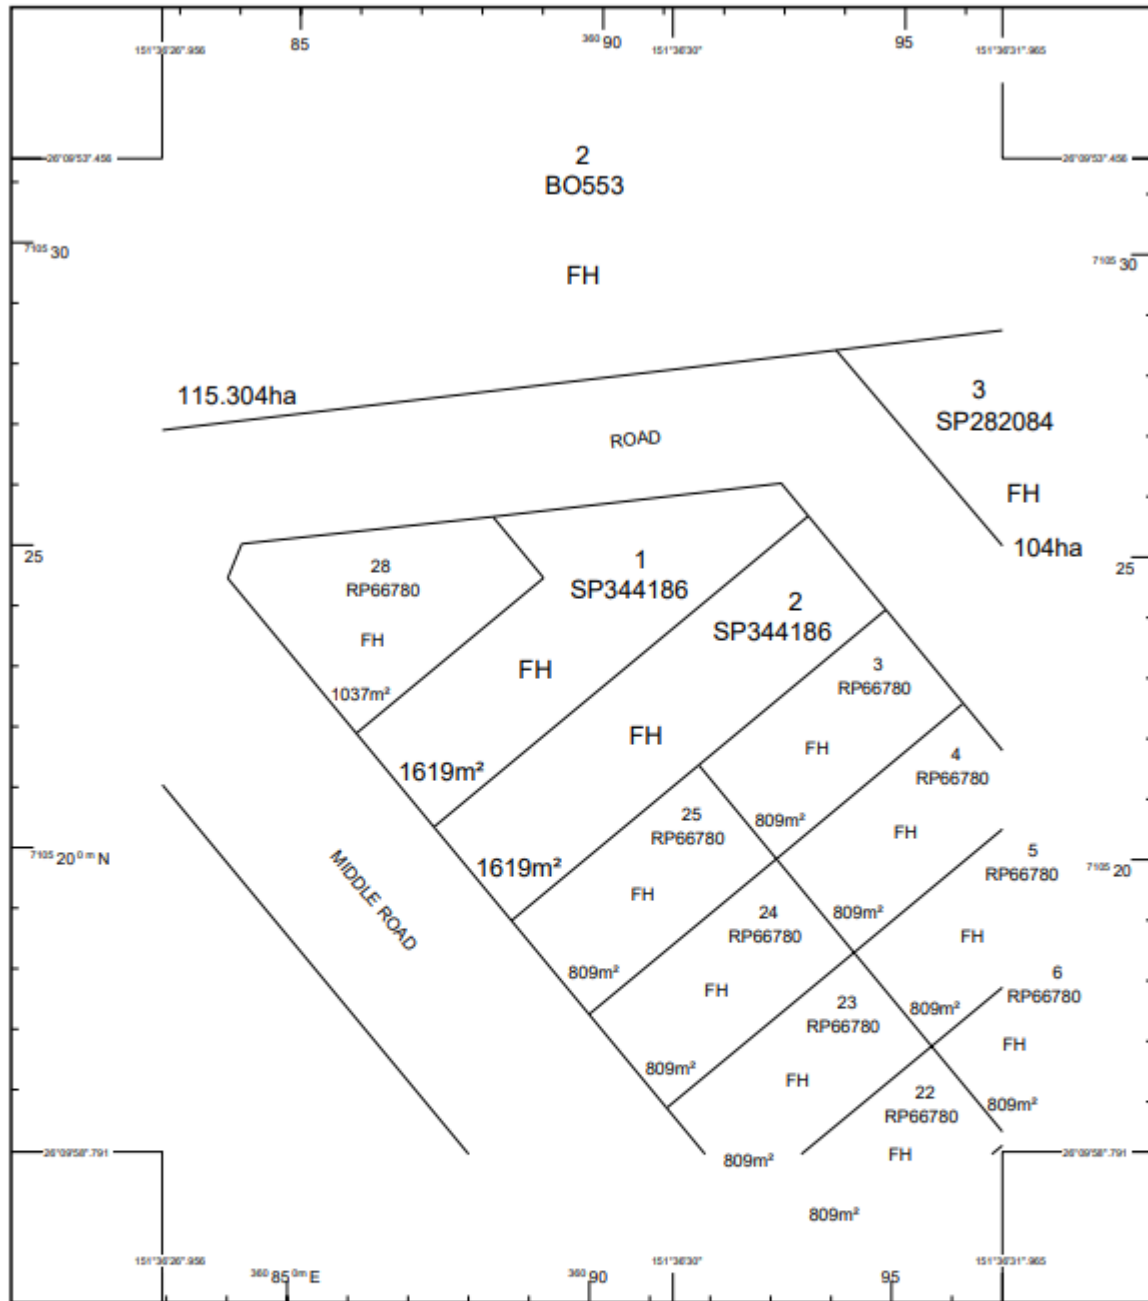 151°36'26".956
85
360 90
151°36'30"
95
151°36'31".965
26°09'53".456
26°09'53".456
2
BO553
7105 30
7105 30
FH
115.304ha
3
SP282084
ROAD
FH
25
104ha
25
28
RP66780
1
SP344186
2
SP344186
FH
FH
3
RP66780
1037m²
FH
FH
4
RP66780
1619m²
25
RP66780
809m²
FH
5
RP66780
7105 20 0 m N
7105 20
1619m²
MIDDLE ROAD
FH
24
RP66780
809m²
FH
6
RP66780
809m²
FH
23
RP66780
809m²
FH
809m²
FH
22
RP66780
809m²
26°09'58".791
26°09'58".791
809m²
FH
809m²
151°36'26".956
360 85 0m E
360 90
151°36'30"
95
151°36'31".965